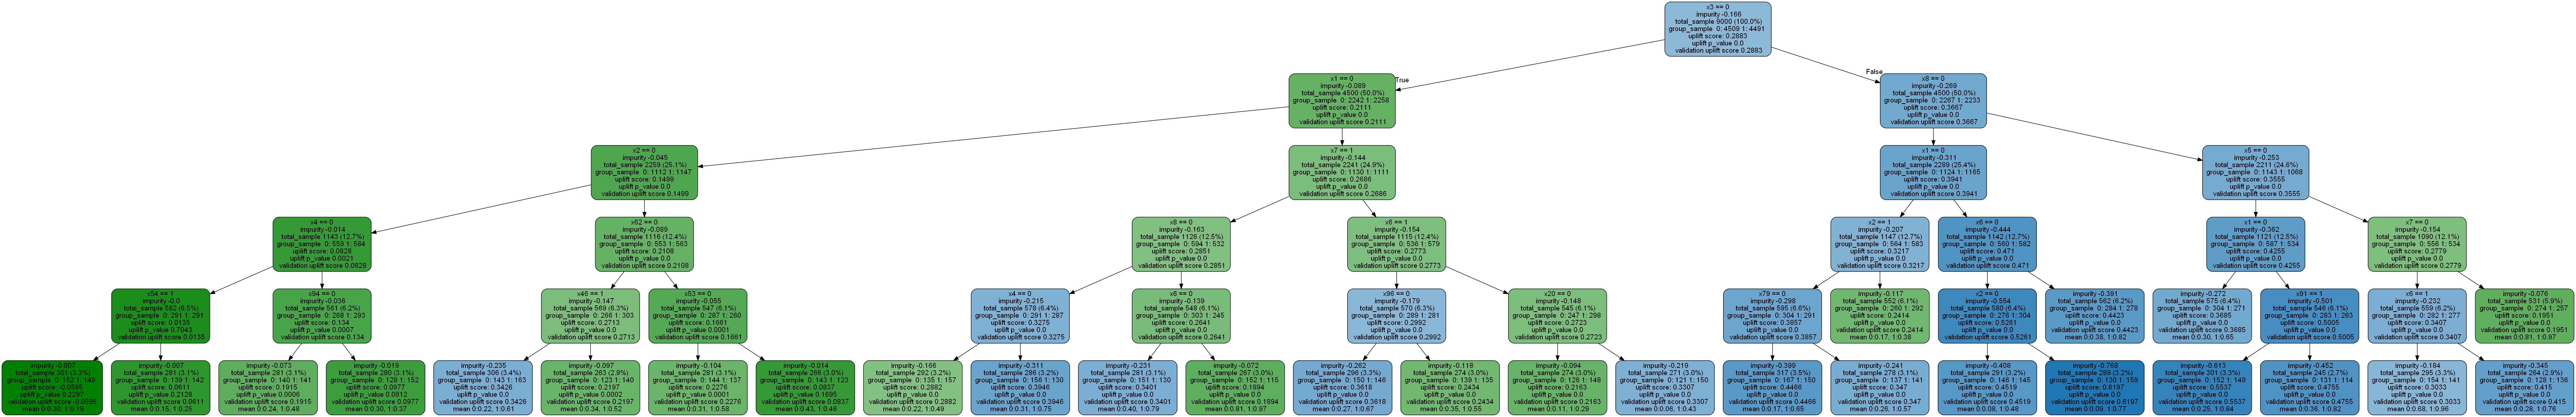 x3 == 0
impurity -0.166
total_sample 9000 (100.0%)
group_sample 0: 4509 1: 4491
uplift score: 0.2883
uplift p_value 0.0
validation uplift score 0.2883
True
False
x1 == 0
impurity -0.089
total_sample 4500 (50.0%)
group_sample 0: 2242 1: 2258
uplift score: 0.2111
uplift p_value 0.0
validation uplift score 0.2111
x8 == 0
impurity -0.269
total_sample 4500 (50.0%)
group_sample 0: 2267 1: 2233
uplift score: 0.3667
uplift p_value 0.0
validation uplift score 0.3667
x2 == 0
impurity -0.045
total_sample 2259 (25.1%)
group_sample 0: 1112 1: 1147
uplift score: 0.1499
uplift p_value 0.0
validation uplift score 0.1499
x7 == 1
impurity -0.144
total_sample 2241 (24.9%)
group_sample 0: 1130 1: 1111
uplift score: 0.2686
uplift p_value 0.0
validation uplift score 0.2686
x1 == 0
impurity -0.311
total_sample 2289 (25.4%)
group_sample 0: 1124 1: 1165
uplift score: 0.3941
uplift p_value 0.0
validation uplift score 0.3941
x5 == 0
impurity -0.253
total_sample 2211 (24.6%)
group_sample 0: 1143 1: 1068
uplift score: 0.3555
uplift p_value 0.0
validation uplift score 0.3555
x4 == 0
impurity -0.014
total_sample 1143 (12.7%)
group_sample 0: 559 1: 584
uplift score: 0.0828
uplift p_value 0.0021
validation uplift score 0.0828
x62 == 0
impurity -0.089
total_sample 1116 (12.4%)
group_sample 0: 553 1: 563
uplift score: 0.2108
uplift p_value 0.0
validation uplift score 0.2108
x8 == 0
impurity -0.163
total_sample 1126 (12.5%)
group_sample 0: 594 1: 532
uplift score: 0.2851
uplift p_value 0.0
validation uplift score 0.2851
x6 == 1
impurity -0.154
total_sample 1115 (12.4%)
group_sample 0: 536 1: 579
uplift score: 0.2773
uplift p_value 0.0
validation uplift score 0.2773
x2 == 1
impurity -0.207
total_sample 1147 (12.7%)
group_sample 0: 564 1: 583
uplift score: 0.3217
uplift p_value 0.0
validation uplift score 0.3217
x6 == 0
impurity -0.444
total_sample 1142 (12.7%)
group_sample 0: 560 1: 582
uplift score: 0.471
uplift p_value 0.0
validation uplift score 0.471
x1 == 0
impurity -0.362
total_sample 1121 (12.5%)
group_sample 0: 587 1: 534
uplift score: 0.4255
uplift p_value 0.0
validation uplift score 0.4255
x7 == 0
impurity -0.154
total_sample 1090 (12.1%)
group_sample 0: 556 1: 534
uplift score: 0.2779
uplift p_value 0.0
validation uplift score 0.2779
x54 == 1
impurity -0.0
total_sample 582 (6.5%)
group_sample 0: 291 1: 291
uplift score: 0.0135
uplift p_value 0.7043
validation uplift score 0.0135
x94 == 0
impurity -0.036
total_sample 561 (6.2%)
group_sample 0: 268 1: 293
uplift score: 0.134
uplift p_value 0.0007
validation uplift score 0.134
x46 == 1
impurity -0.147
total_sample 569 (6.3%)
group_sample 0: 266 1: 303
uplift score: 0.2713
uplift p_value 0.0
validation uplift score 0.2713
x53 == 0
impurity -0.055
total_sample 547 (6.1%)
group_sample 0: 287 1: 260
uplift score: 0.1661
uplift p_value 0.0001
validation uplift score 0.1661
x4 == 0
impurity -0.215
total_sample 578 (6.4%)
group_sample 0: 291 1: 287
uplift score: 0.3275
uplift p_value 0.0
validation uplift score 0.3275
x6 == 0
impurity -0.139
total_sample 548 (6.1%)
group_sample 0: 303 1: 245
uplift score: 0.2641
uplift p_value 0.0
validation uplift score 0.2641
x96 == 0
impurity -0.179
total_sample 570 (6.3%)
group_sample 0: 289 1: 281
uplift score: 0.2992
uplift p_value 0.0
validation uplift score 0.2992
x20 == 0
impurity -0.148
total_sample 545 (6.1%)
group_sample 0: 247 1: 298
uplift score: 0.2723
uplift p_value 0.0
validation uplift score 0.2723
x79 == 0
impurity -0.298
total_sample 595 (6.6%)
group_sample 0: 304 1: 291
uplift score: 0.3857
uplift p_value 0.0
validation uplift score 0.3857
impurity -0.117
total_sample 552 (6.1%)
group_sample 0: 260 1: 292
uplift score: 0.2414
uplift p_value 0.0
validation uplift score 0.2414
mean 0:0.17, 1:0.38
x2 == 0
impurity -0.554
total_sample 580 (6.4%)
group_sample 0: 276 1: 304
uplift score: 0.5261
uplift p_value 0.0
validation uplift score 0.5261
impurity -0.391
total_sample 562 (6.2%)
group_sample 0: 284 1: 278
uplift score: 0.4423
uplift p_value 0.0
validation uplift score 0.4423
mean 0:0.38, 1:0.82
impurity -0.272
total_sample 575 (6.4%)
group_sample 0: 304 1: 271
uplift score: 0.3685
uplift p_value 0.0
validation uplift score 0.3685
mean 0:0.30, 1:0.65
x91 == 1
impurity -0.501
total_sample 546 (6.1%)
group_sample 0: 283 1: 263
uplift score: 0.5005
uplift p_value 0.0
validation uplift score 0.5005
x6 == 1
impurity -0.232
total_sample 559 (6.2%)
group_sample 0: 282 1: 277
uplift score: 0.3407
uplift p_value 0.0
validation uplift score 0.3407
impurity -0.076
total_sample 531 (5.9%)
group_sample 0: 274 1: 257
uplift score: 0.1951
uplift p_value 0.0
validation uplift score 0.1951
mean 0:0.81, 1:0.97
impurity -0.007
total_sample 301 (3.3%)
group_sample 0: 152 1: 149
uplift score: -0.0595
uplift p_value 0.2297
validation uplift score -0.0595
mean 0:0.30, 1:0.19
impurity -0.007
total_sample 281 (3.1%)
group_sample 0: 139 1: 142
uplift score: 0.0611
uplift p_value 0.2128
validation uplift score 0.0611
mean 0:0.15, 1:0.25
impurity -0.073
total_sample 281 (3.1%)
group_sample 0: 140 1: 141
uplift score: 0.1915
uplift p_value 0.0006
validation uplift score 0.1915
mean 0:0.24, 1:0.48
impurity -0.019
total_sample 280 (3.1%)
group_sample 0: 128 1: 152
uplift score: 0.0977
uplift p_value 0.0812
validation uplift score 0.0977
mean 0:0.30, 1:0.37
impurity -0.235
total_sample 306 (3.4%)
group_sample 0: 143 1: 163
uplift score: 0.3426
uplift p_value 0.0
validation uplift score 0.3426
mean 0:0.22, 1:0.61
impurity -0.097
total_sample 263 (2.9%)
group_sample 0: 123 1: 140
uplift score: 0.2197
uplift p_value 0.0002
validation uplift score 0.2197
mean 0:0.34, 1:0.52
impurity -0.104
total_sample 281 (3.1%)
group_sample 0: 144 1: 137
uplift score: 0.2276
uplift p_value 0.0001
validation uplift score 0.2276
mean 0:0.31, 1:0.58
impurity -0.014
total_sample 266 (3.0%)
group_sample 0: 143 1: 123
uplift score: 0.0837
uplift p_value 0.1695
validation uplift score 0.0837
mean 0:0.43, 1:0.46
impurity -0.166
total_sample 292 (3.2%)
group_sample 0: 135 1: 157
uplift score: 0.2882
uplift p_value 0.0
validation uplift score 0.2882
mean 0:0.22, 1:0.49
impurity -0.311
total_sample 286 (3.2%)
group_sample 0: 156 1: 130
uplift score: 0.3946
uplift p_value 0.0
validation uplift score 0.3946
mean 0:0.31, 1:0.75
impurity -0.231
total_sample 281 (3.1%)
group_sample 0: 151 1: 130
uplift score: 0.3401
uplift p_value 0.0
validation uplift score 0.3401
mean 0:0.40, 1:0.79
impurity -0.072
total_sample 267 (3.0%)
group_sample 0: 152 1: 115
uplift score: 0.1894
uplift p_value 0.0
validation uplift score 0.1894
mean 0:0.81, 1:0.97
impurity -0.262
total_sample 296 (3.3%)
group_sample 0: 150 1: 146
uplift score: 0.3618
uplift p_value 0.0
validation uplift score 0.3618
mean 0:0.27, 1:0.67
impurity -0.118
total_sample 274 (3.0%)
group_sample 0: 139 1: 135
uplift score: 0.2434
uplift p_value 0.0
validation uplift score 0.2434
mean 0:0.35, 1:0.55
impurity -0.094
total_sample 274 (3.0%)
group_sample 0: 126 1: 148
uplift score: 0.2163
uplift p_value 0.0
validation uplift score 0.2163
mean 0:0.11, 1:0.29
impurity -0.219
total_sample 271 (3.0%)
group_sample 0: 121 1: 150
uplift score: 0.3307
uplift p_value 0.0
validation uplift score 0.3307
mean 0:0.06, 1:0.43
impurity -0.399
total_sample 317 (3.5%)
group_sample 0: 167 1: 150
uplift score: 0.4466
uplift p_value 0.0
validation uplift score 0.4466
mean 0:0.17, 1:0.65
impurity -0.241
total_sample 278 (3.1%)
group_sample 0: 137 1: 141
uplift score: 0.347
uplift p_value 0.0
validation uplift score 0.347
mean 0:0.26, 1:0.57
impurity -0.408
total_sample 291 (3.2%)
group_sample 0: 146 1: 145
uplift score: 0.4519
uplift p_value 0.0
validation uplift score 0.4519
mean 0:0.08, 1:0.48
impurity -0.768
total_sample 289 (3.2%)
group_sample 0: 130 1: 159
uplift score: 0.6197
uplift p_value 0.0
validation uplift score 0.6197
mean 0:0.09, 1:0.77
impurity -0.613
total_sample 301 (3.3%)
group_sample 0: 152 1: 149
uplift score: 0.5537
uplift p_value 0.0
validation uplift score 0.5537
mean 0:0.25, 1:0.84
impurity -0.452
total_sample 245 (2.7%)
group_sample 0: 131 1: 114
uplift score: 0.4755
uplift p_value 0.0
validation uplift score 0.4755
mean 0:0.36, 1:0.82
impurity -0.184
total_sample 295 (3.3%)
group_sample 0: 154 1: 141
uplift score: 0.3033
uplift p_value 0.0
validation uplift score 0.3033
mean 0:0.68, 1:0.96
impurity -0.345
total_sample 264 (2.9%)
group_sample 0: 128 1: 136
uplift score: 0.415
uplift p_value 0.0
validation uplift score 0.415
mean 0:0.28, 1:0.76